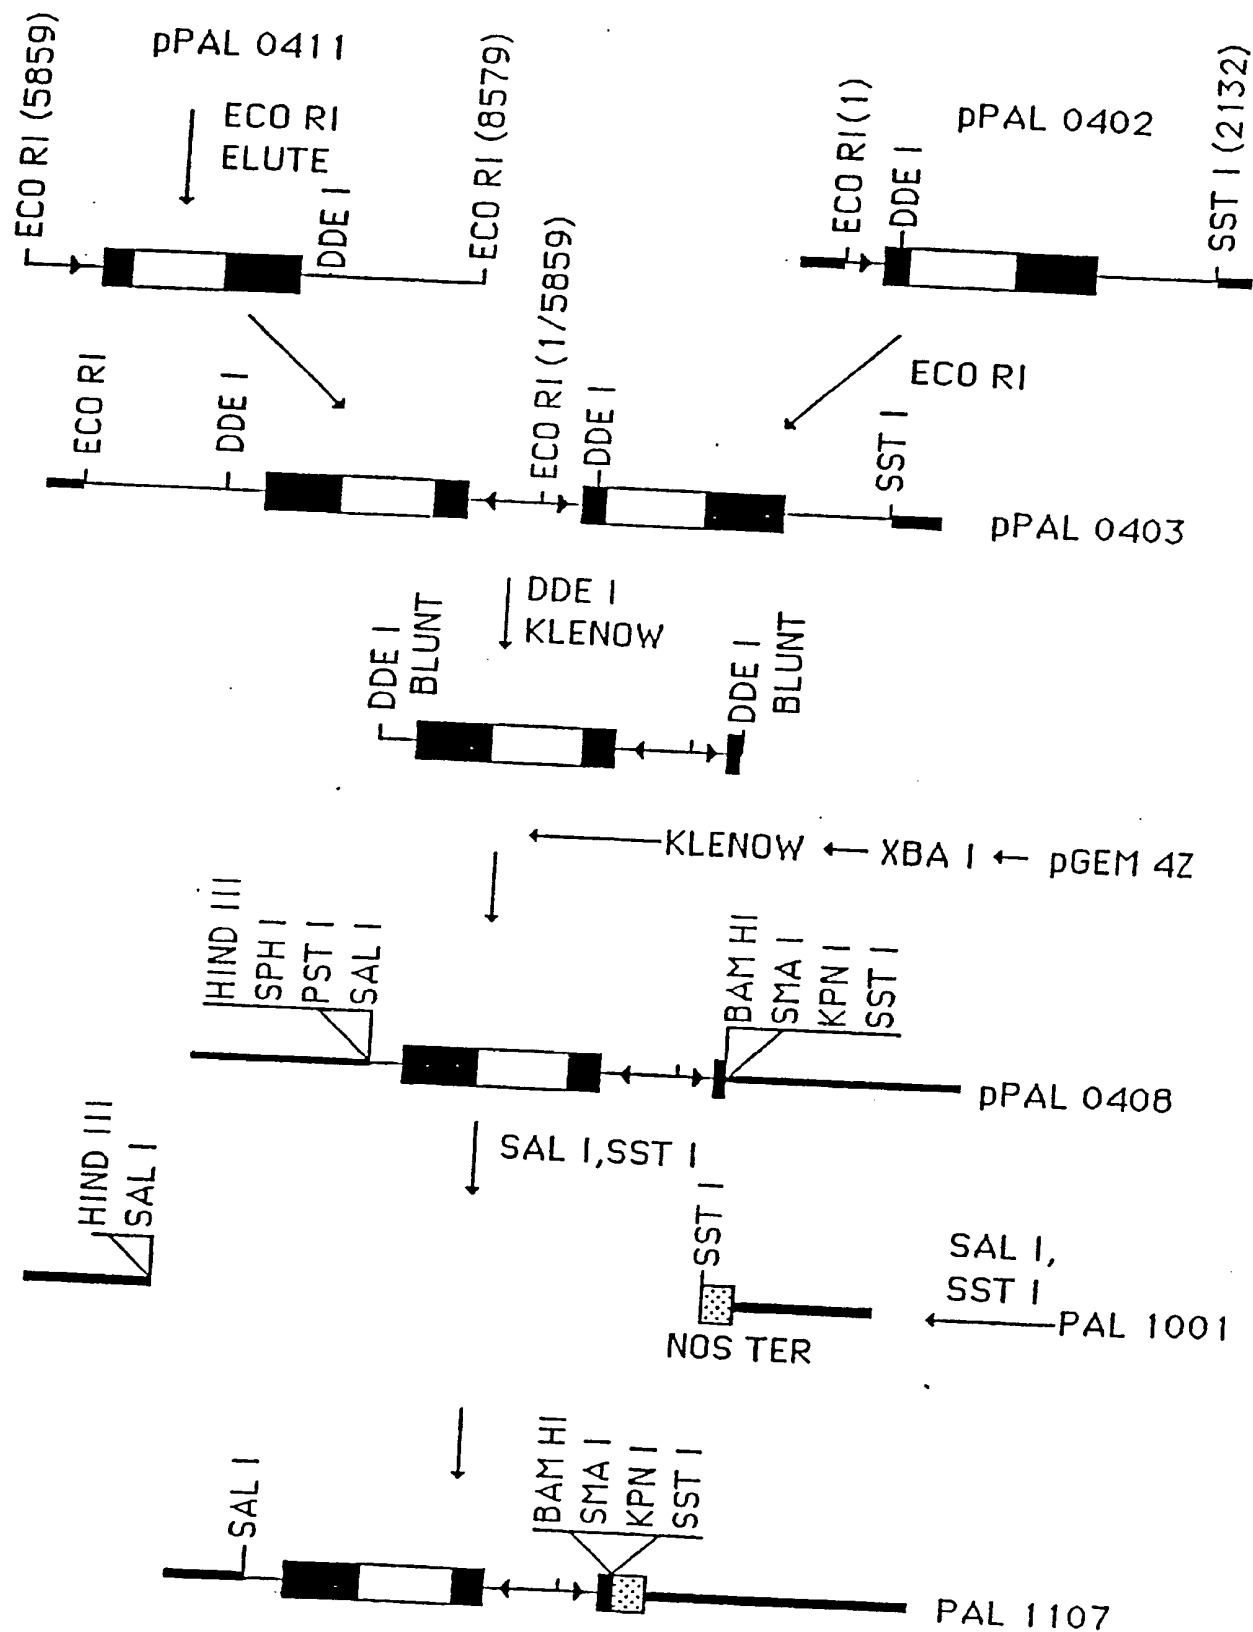 pPAL 0411
ECO RI (5859)
ECO RI
ELUTE
DDE I
ECO RI (8579)
pPAL 0402
ECO RI(1)
DDE I
SST I (2132)
ECO RI
ECO RI
DDE I
ECO RI (1/5859)
DDE I
SST I
pPAL 0403
DDE I
KLENOW
DDE I
BLUNT
DDE I
BLUNT
KLENOW
XBA I
pGEM 4Z
HIND III
SPH I
PST I
SAL I
BAM HI
SMA I
KPN I
SST I
pPAL 0408
SAL I,SST I
HIND III
SAL I
SST I
NOS TER
SAL I,
SST I
PAL 1001
SAL I
BAM HI
SMA I
KPN I
SST I
PAL 1107